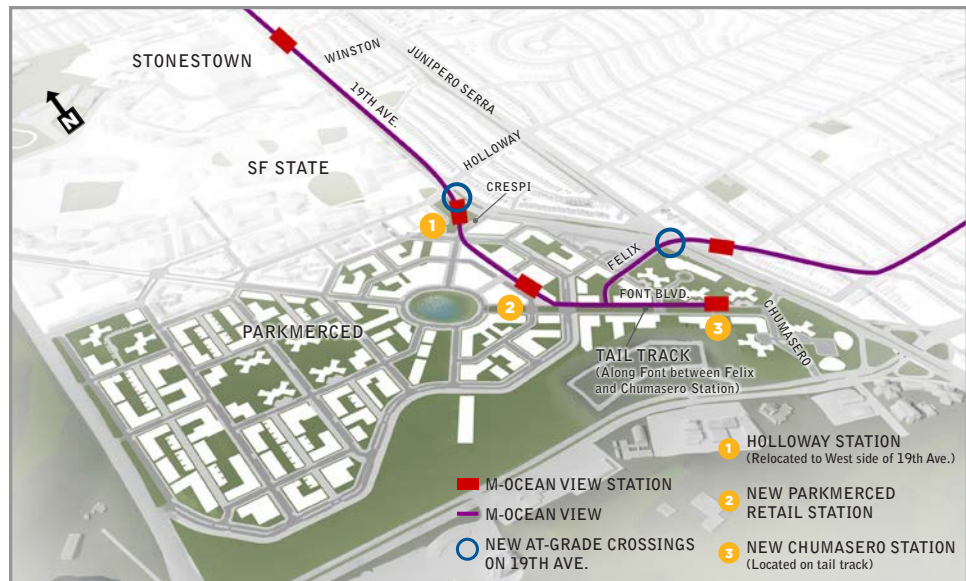 STONESTOWN
WINSTON
JUNIPERO SERRA
19TH AVE.
N
HOLLOWAY
SF STATE
CRESPI
1
FELIX
FONT BLVD.
2
3
CHUMASERO
PARKMERCED
TAIL TRACK
(Along Font between Felix
and Chumasero Station)
M-OCEAN VIEW STATION
M-OCEAN VIEW
NEW AT-GRADE CROSSINGS
ON 19TH AVE.
1 HOLLOWAY STATION
(Relocated to West side of 19th Ave.)
2 NEW PARKMERCED
RETAIL STATION
3 NEW CHUMASERO STATION
(Located on tail track)